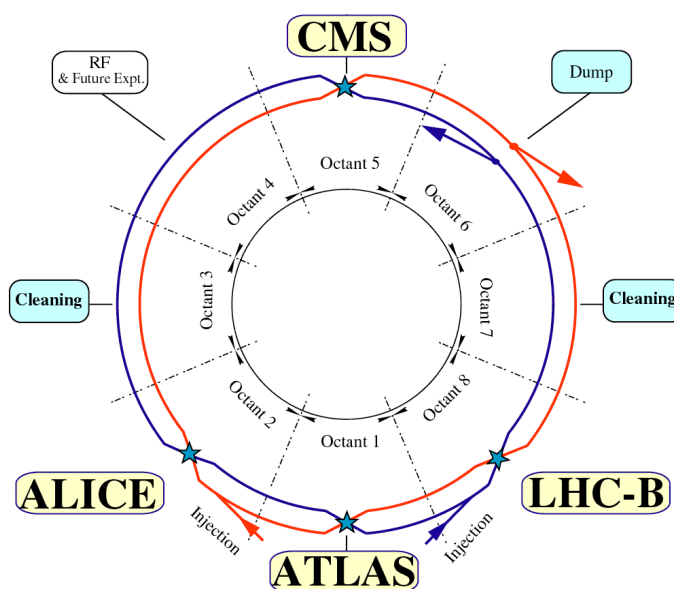 CMS
RF
& Future Expt.
Dump
Octant 5
Octant 4
Octant 6
Cleaning
Octant 3
Octant 7
Cleaning
Octant 2
Octant 8
Octant 1
ALICE
LHC-B
Injection
Injection
ATLAS